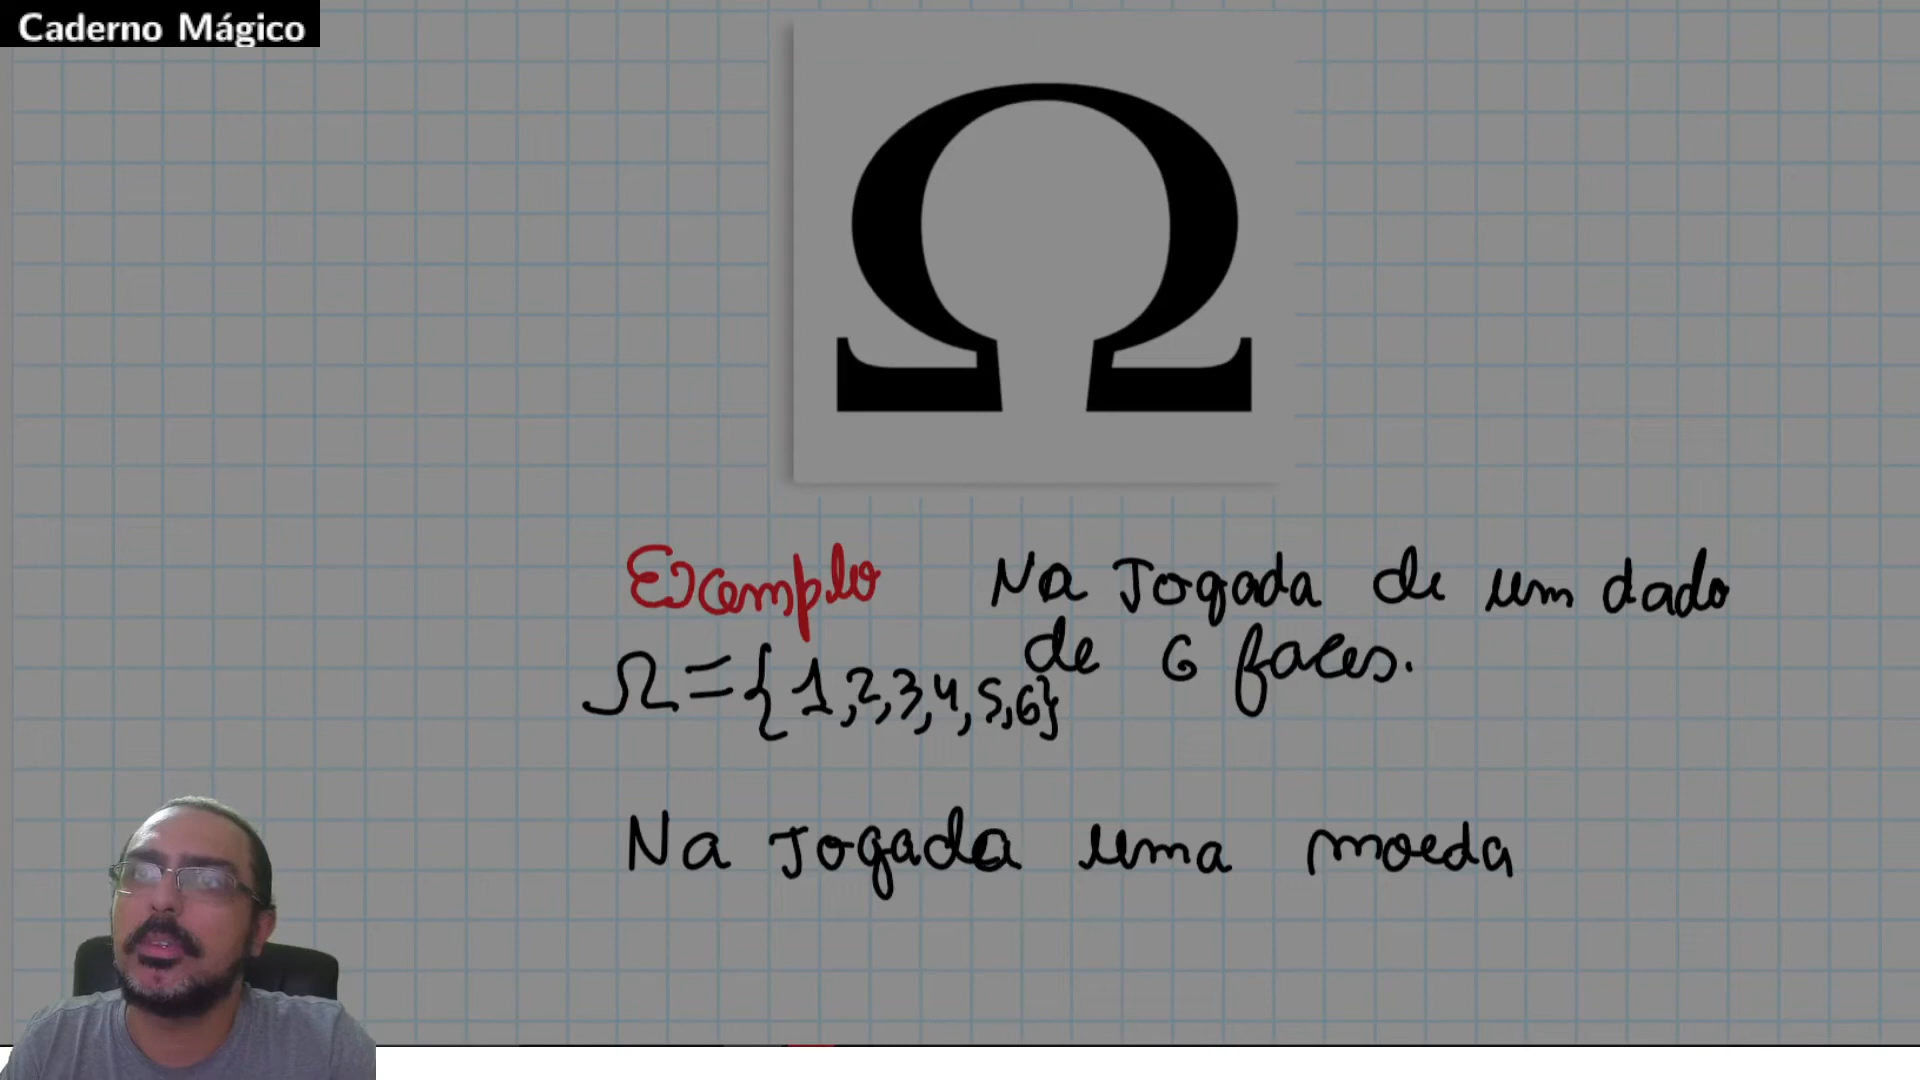 Caderno Mágico
Ω
Exemplo Na Jogada de um dado
de 6 faces.
Ω={1,2,3,4,5,6}
Na Jogada uma moeda